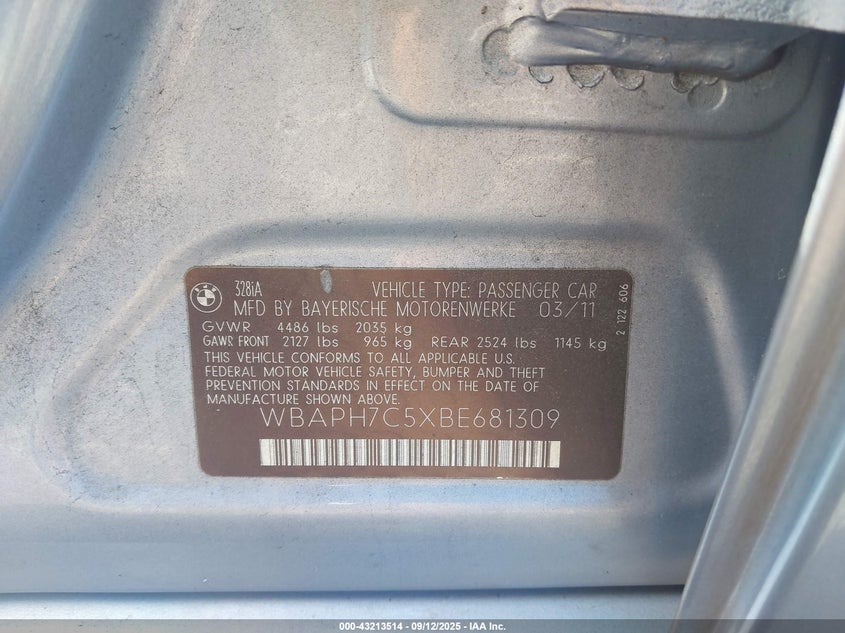 BMW
328iA VEHICLE TYPE: PASSENGER CAR
MFD BY BAYERISCHE MOTORENWERKE 03/11
GVWR 4486 lbs 2035 kg
GAWR FRONT 2127 lbs 965 kg REAR 2524 lbs 1145 kg
THIS VEHICLE CONFORMS TO ALL APPLICABLE U.S.
FEDERAL MOTOR VEHICLE SAFETY, BUMPER AND THEFT
PREVENTION STANDARDS IN EFFECT ON THE DATE OF
MANUFACTURE SHOWN ABOVE.
WBAPH7C5XBE681309
2 122 606
000-43213514 - 09/12/2025 - IAA Inc.